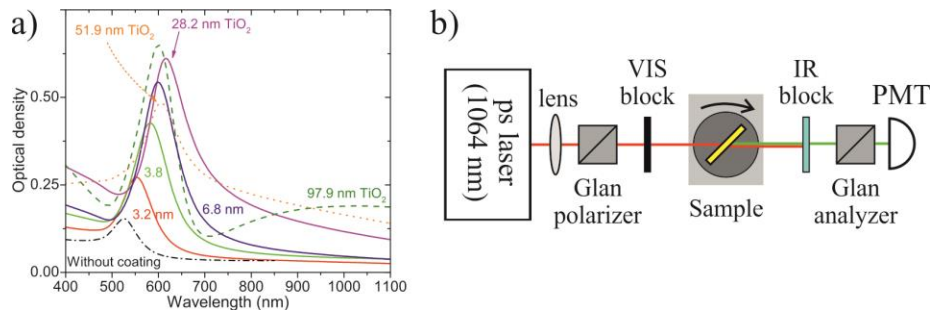 a)
51.9 nm TiO₂
28.2 nm TiO₂
Optical density
0.50
0.25
0.00
3.8
3.2 nm
6.8 nm
97.9 nm TiO₂
Without coating
400 500 600 700 800 900 1000 1100
Wavelength (nm)
b)
ps laser
(1064 nm)
lens
Glan
polarizer
VIS
block
Sample
IR
block
Glan
analyzer
PMT